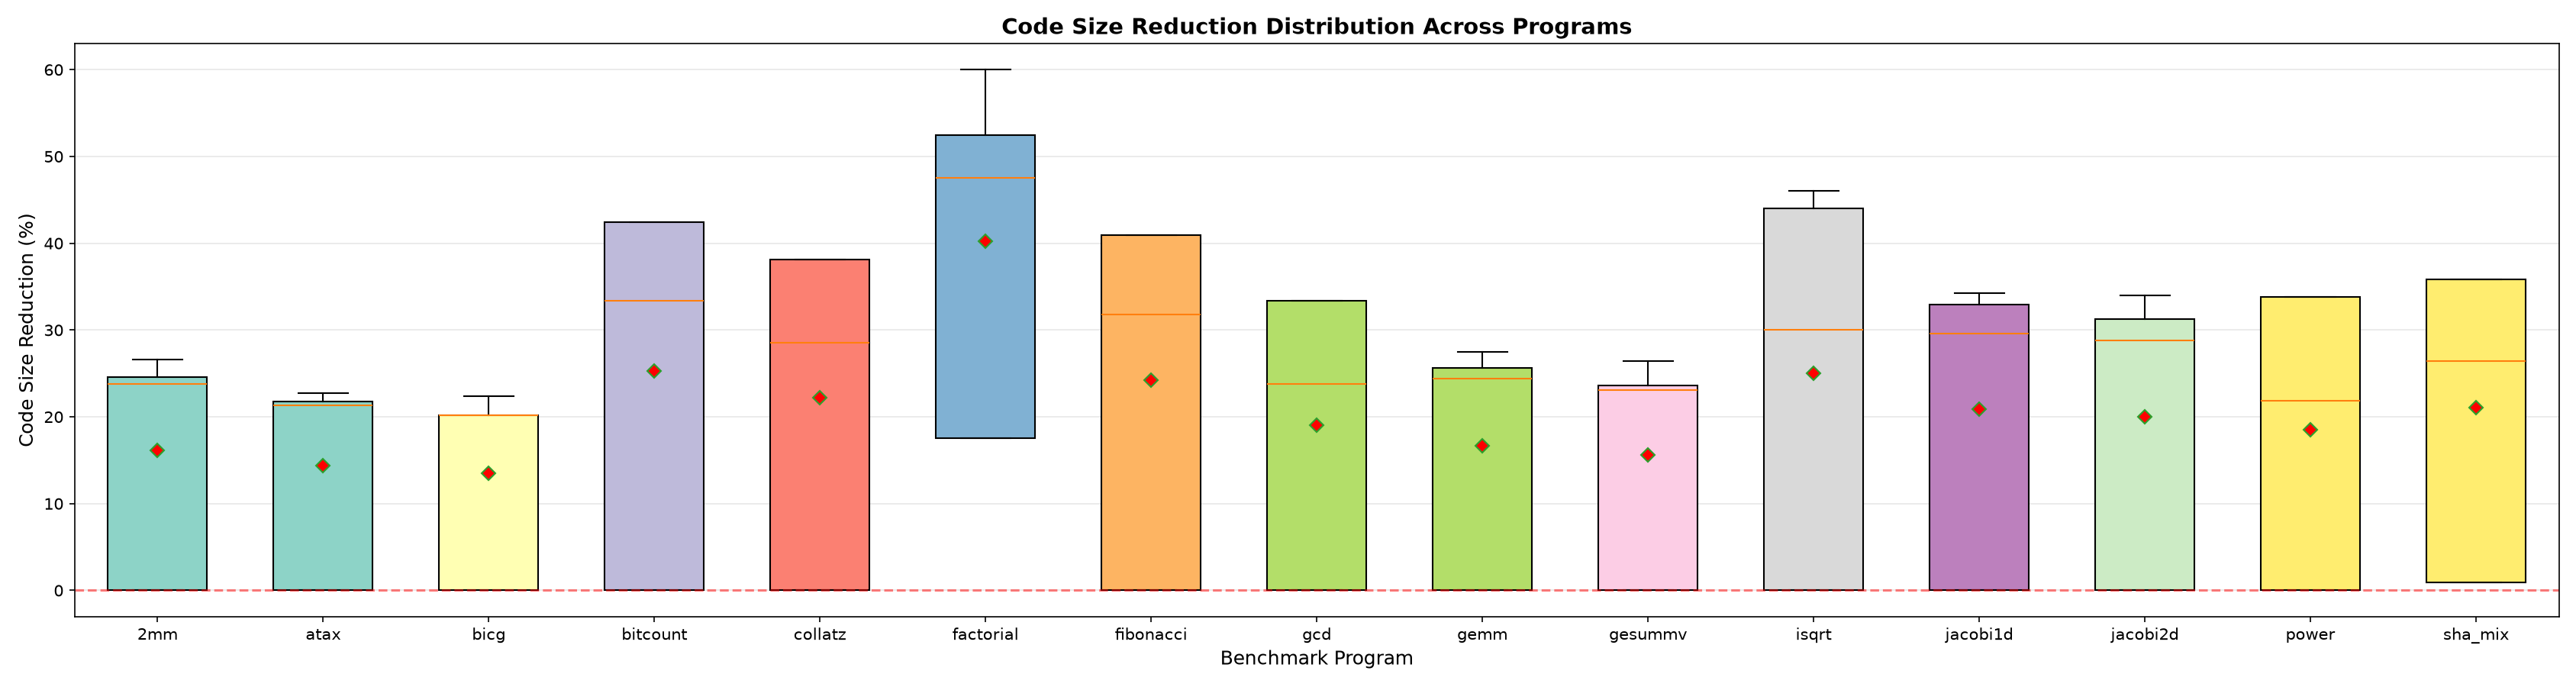 Code Size Reduction Distribution Across Programs
Code Size Reduction (%)
60
50
40
30
20
10
0
2mm atax bicg bitcount collatz factorial fibonacci gcd gemm gesummv isqrt jacobi1d jacobi2d power sha_mix
Benchmark Program